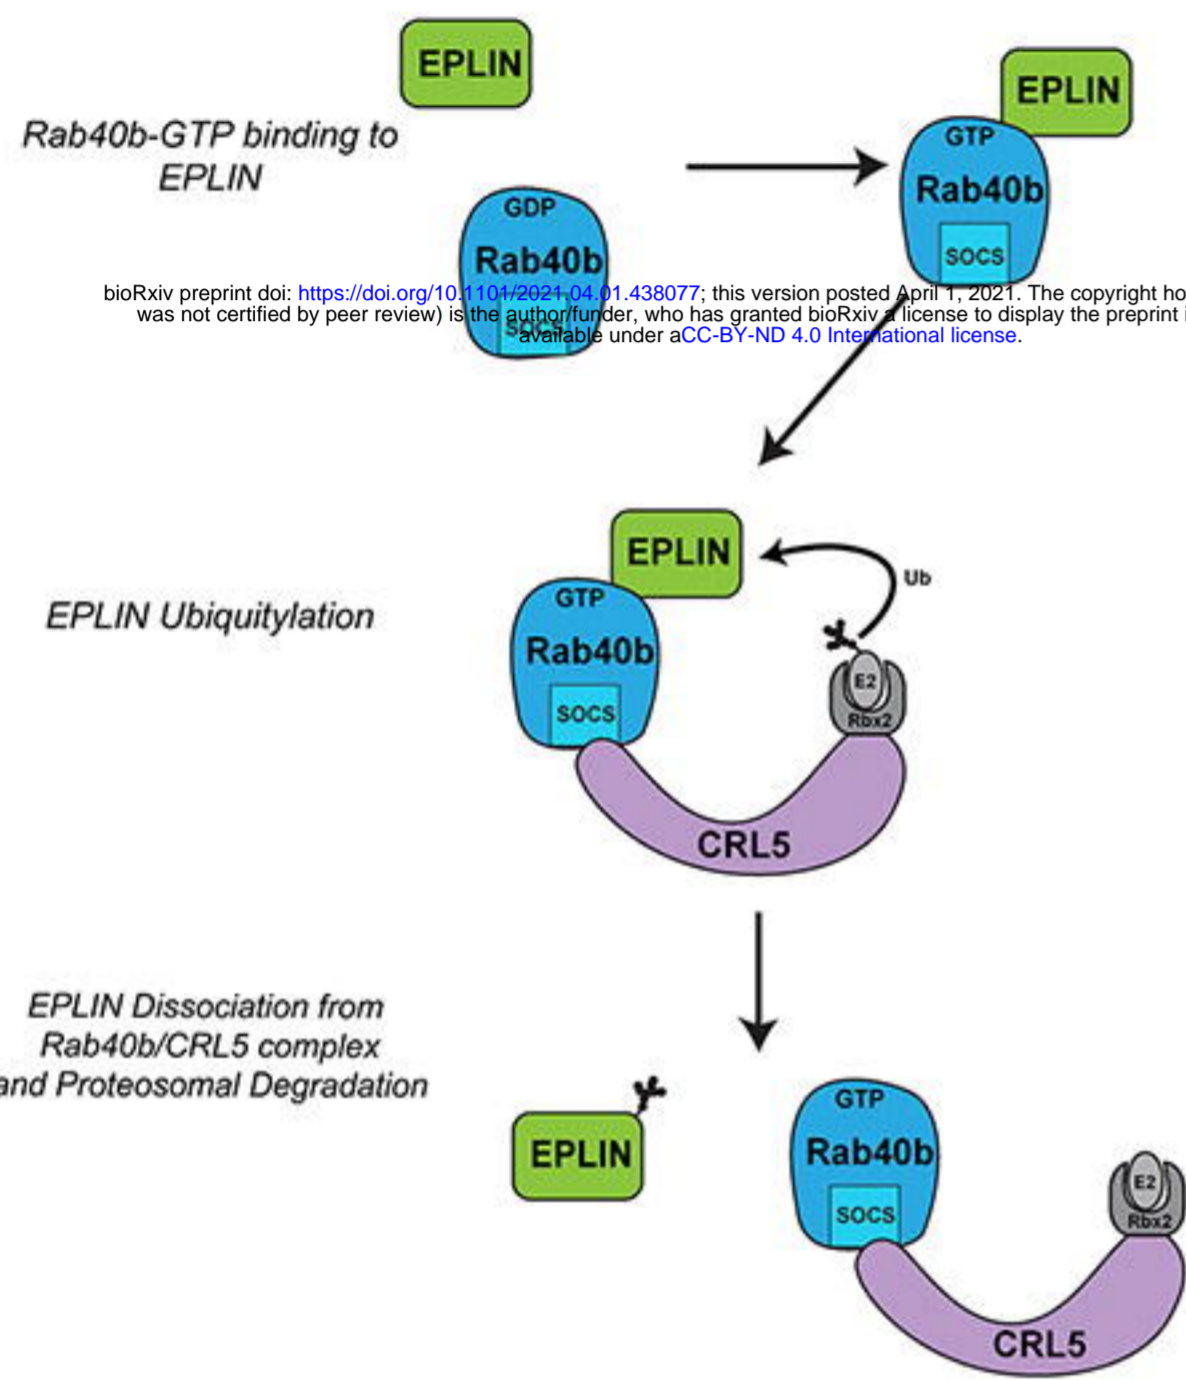 EPLIN
EPLIN
Rab40b-GTP binding to
EPLIN
GTP
Rab40b
SOCS
GDP
Rab40b
SOCS
bioRxiv preprint doi: https://doi.org/10.1101/2021.04.01.438077; this version posted April 1, 2021. The copyright ho
was not certified by peer review) is the author/funder, who has granted bioRxiv a license to display the preprint i
available under aCC-BY-ND 4.0 International license.
EPLIN
Ub
GTP
EPLIN Ubiquitylation
Rab40b
E2
SOCS
Rbx2
CRL5
EPLIN Dissociation from
Rab40b/CRL5 complex
and Proteosomal Degradation
GTP
EPLIN
Rab40b
E2
SOCS
Rbx2
CRL5